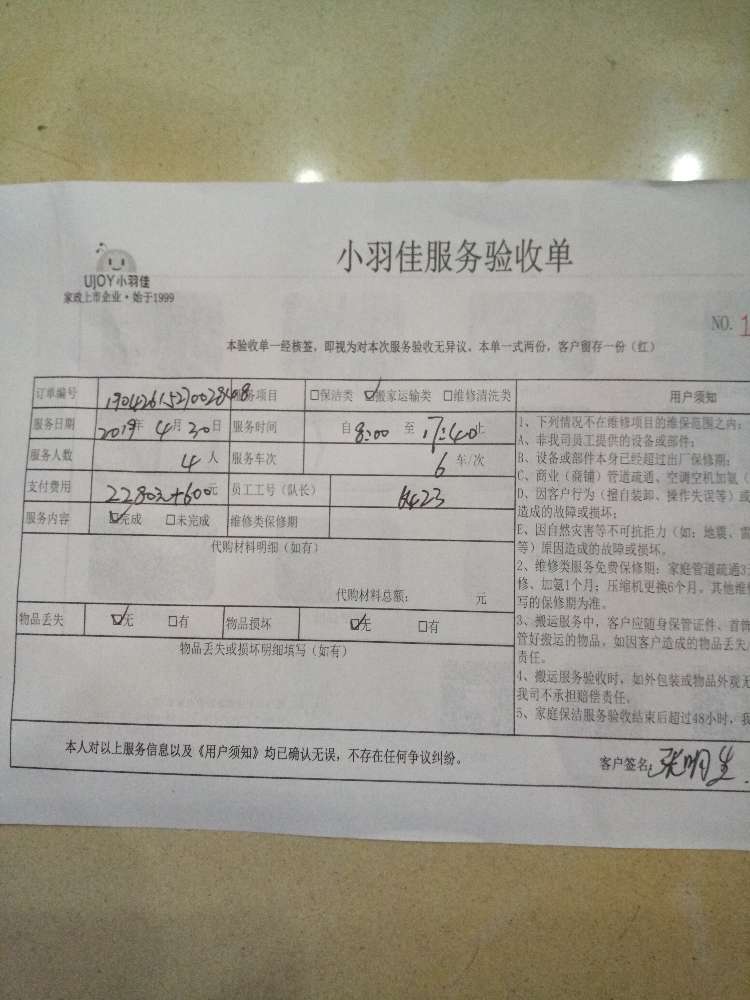 小羽佳服务验收单
UJOY小羽佳
家政上市企业·始于1999
NO. 1
本验收单一经核签，即视为对本次服务验收无异议，本单一式两份，客户留存一份（红）
订单编号 服务项目 □保洁类 ☑搬家运输类 □维修清洗类
服务日期 2019年 4月30日 服务时间 自 8:00 至 17:40止
服务人数 4人 服务车次 6 车/次
支付费用 2280元+600元 员工工号（队长） 6423
服务内容 ☑完成 □未完成 维修类保修期
代购材料明细（如有）
代购材料总额： 元
物品丢失 ☑无 □有 物品损坏 ☑无 □有
物品丢失或损坏明细填写（如有）
本人对以上服务信息以及《用户须知》均已确认无误，不存在任何争议纠纷。
客户签名：张明生
用户须知
1、下列情况不在维修项目的维保范围之内：
A、非我司员工提供的设备或部件；
B、设备或部件本身已经超过出厂保修期；
C、商业（商铺）管道疏通、空调空机加氨（
D、因客户行为（擅自装卸、操作失误等）或
造成的故障或损坏；
E、因自然灾害等不可抗拒力（如：地震、雷
等）原因造成的故障或损坏。
2、维修类服务免费保修期：家庭管道疏通3
修、加氨1个月；压缩机更换6个月，其他维
写的保修期为准。
3、搬运服务中，客户应随身保管证件、首饰
管好搬运的物品，如因客户造成的物品丢失
责任。
4、搬运服务验收时，如外包装或物品外观无
我司不承担赔偿责任。
5、家庭保洁服务验收结束后超过48小时，我